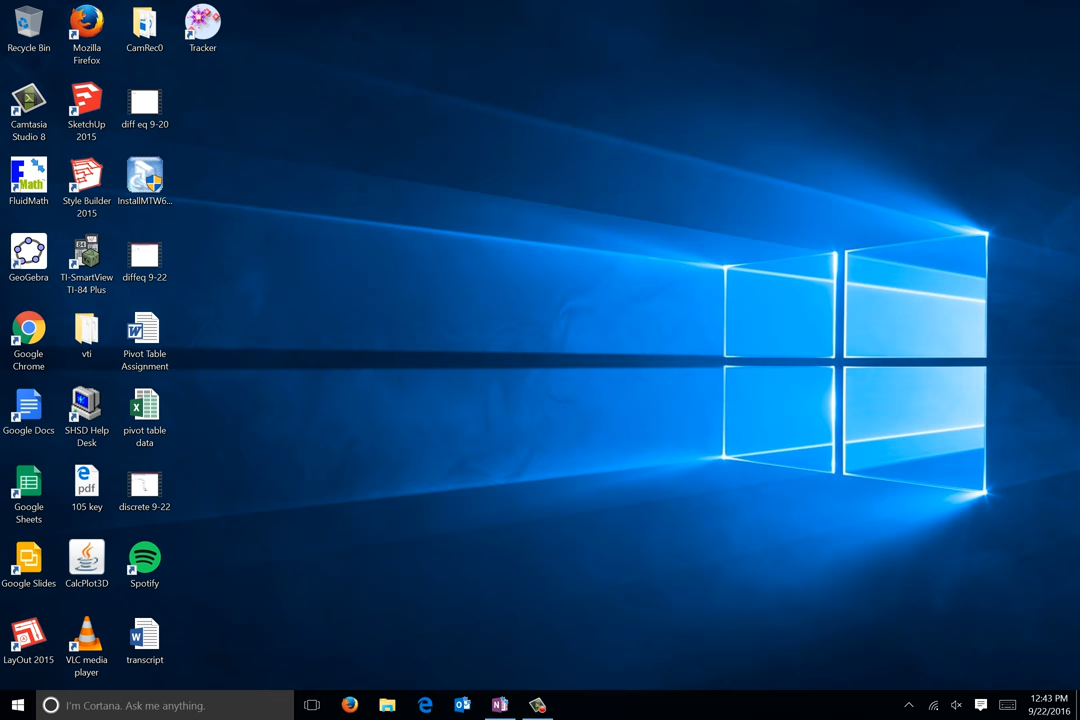 Recycle Bin
Mozilla
Firefox
CamRec0
Tracker
Camtasia
Studio 8
SketchUp
2015
diff eq 9-20
FluidMath
Style Builder
2015
InstallMTW6...
GeoGebra
TI-SmartView
TI-84 Plus
diffeq 9-22
Google
Chrome
vti
Pivot Table
Assignment
Google Docs
SHSD Help
Desk
pivot table
data
Google
Sheets
pdf
105 key
discrete 9-22
Google Slides
CalcPlot3D
Spotify
LayOut 2015
VLC media
player
transcript
I'm Cortana. Ask me anything.
12:43 PM
9/22/2016